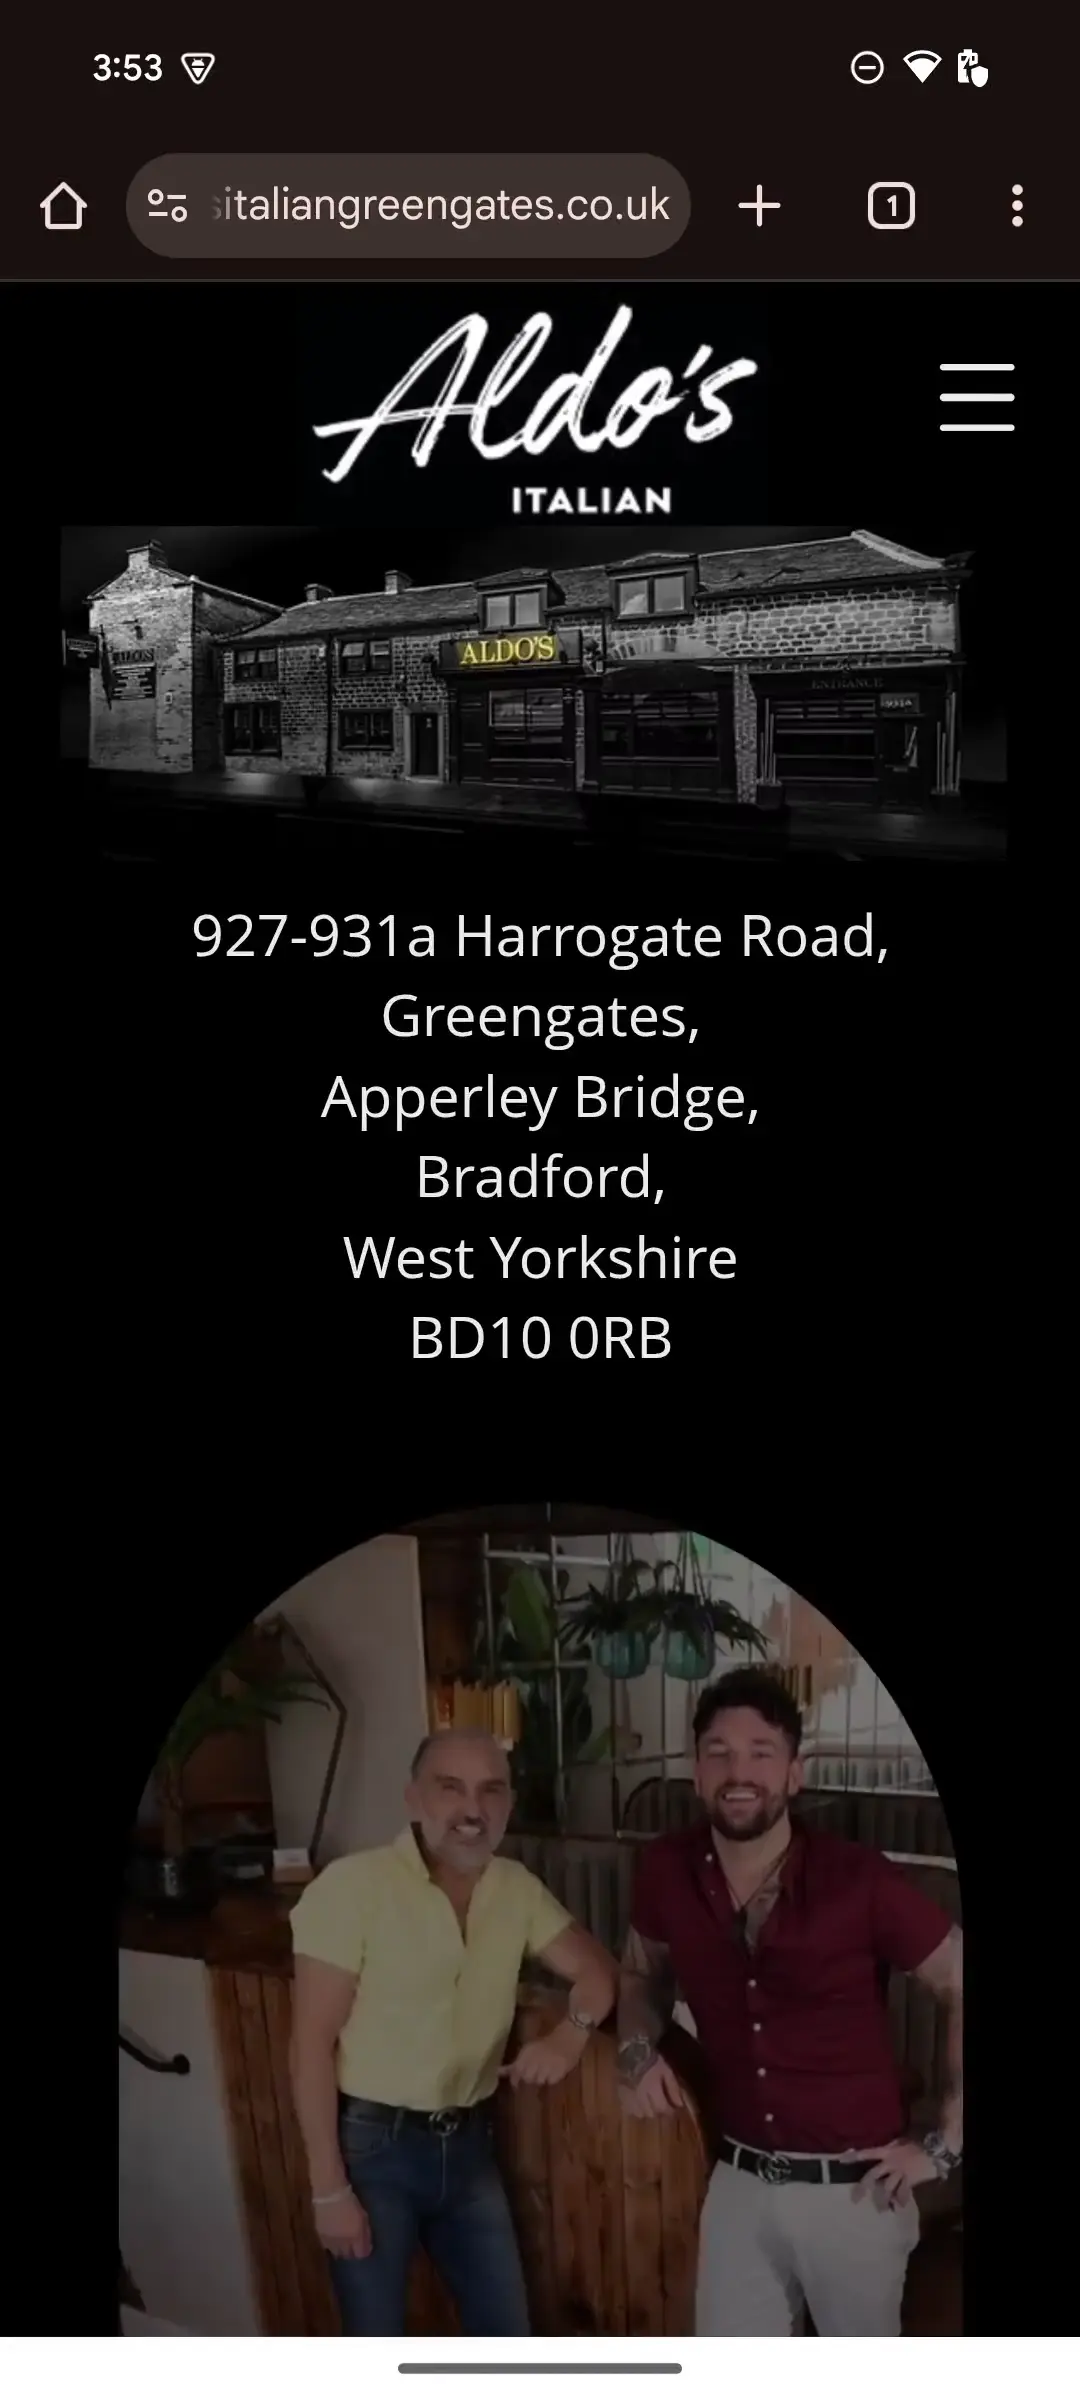 3:53
italiangreengates.co.uk
1
Aldo's
ITALIAN
ALDO'S
ENTRANCE
927-931a Harrogate Road,
Greengates,
Apperley Bridge,
Bradford,
West Yorkshire
BD10 0RB